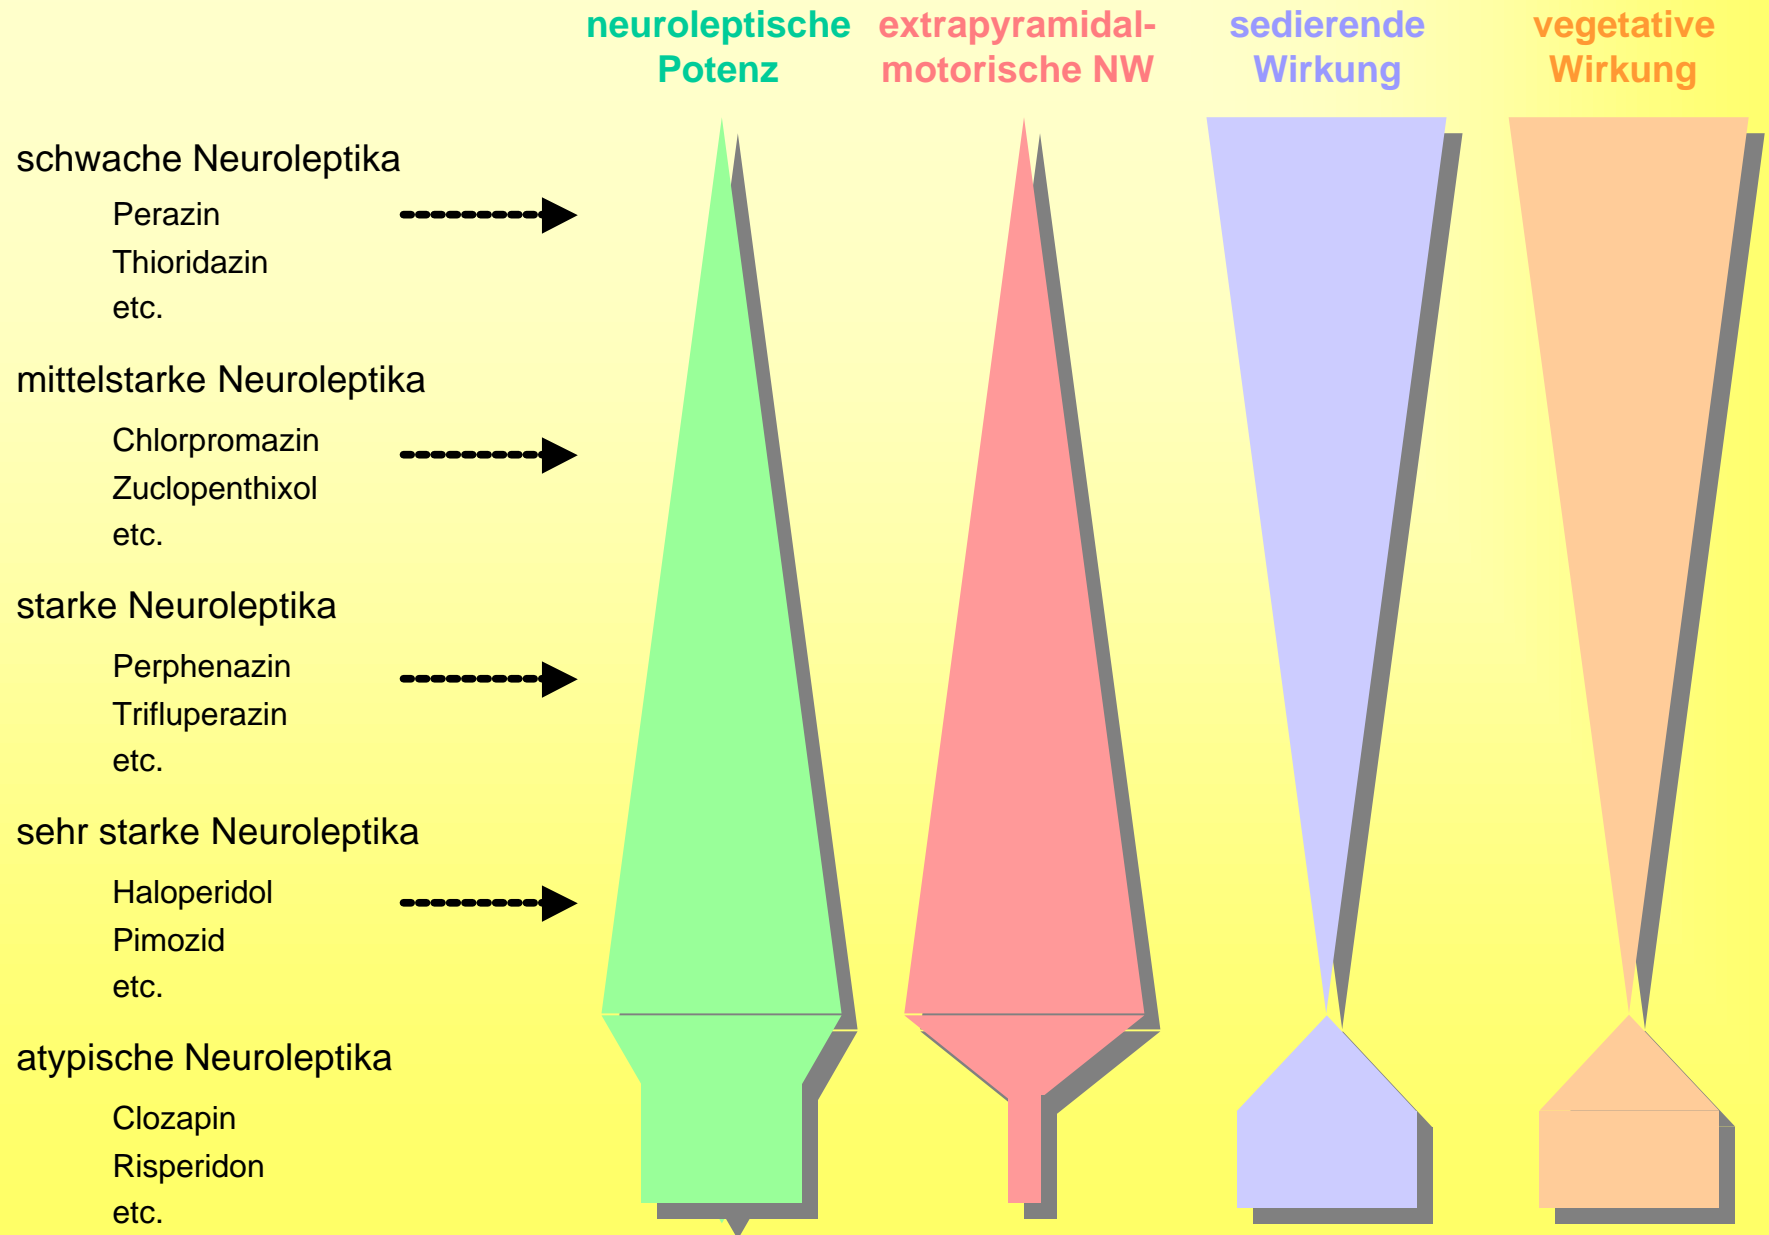 neuroleptische
Potenz
extrapyramidal-
motorische NW
sedierende
Wirkung
vegetative
Wirkung
schwache Neuroleptika
Perazin
Thioridazin
etc.
mittelstarke Neuroleptika
Chlorpromazin
Zuclopenthixol
etc.
starke Neuroleptika
Perphenazin
Trifluperazin
etc.
sehr starke Neuroleptika
Haloperidol
Pimozid
etc.
atypische Neuroleptika
Clozapin
Risperidon
etc.